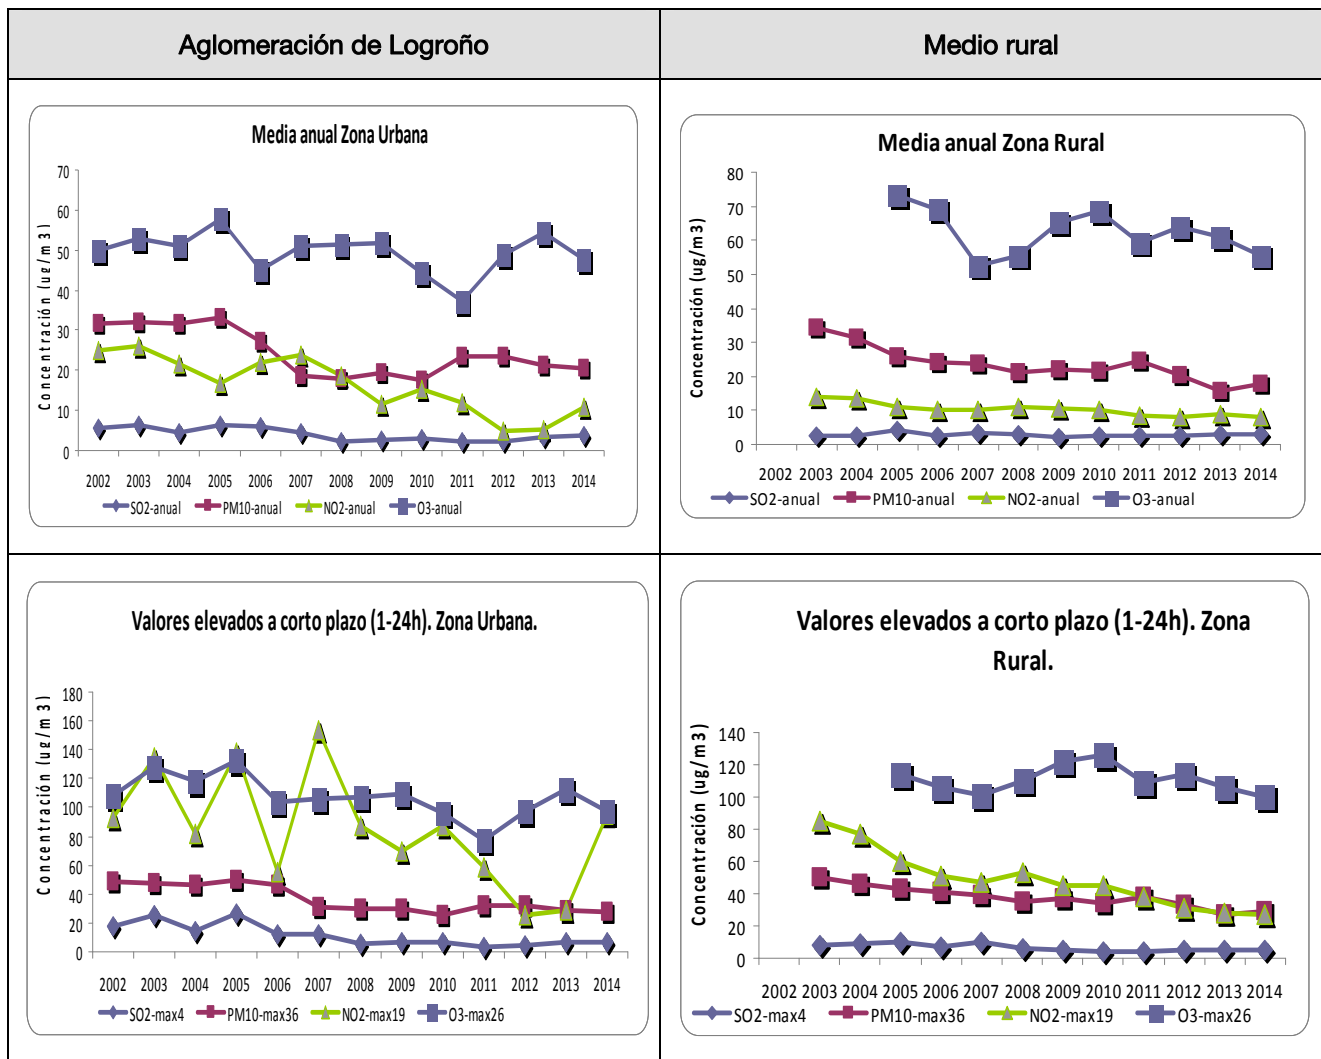 Aglomeración de Logroño
Medio rural
Media anual Zona Urbana
Concentració (ug/m3)
70
60
50
40
30
20
10
0
2002 2003 2004 2005 2006 2007 2008 2009 2010 2011 2012 2013 2014
SO2-anual PM10-anual NO2-anual O3-anual
Media anual Zona Rural
Concentración (ug/m3)
80
70
60
50
40
30
20
10
0
2002 2003 2004 2005 2006 2007 2008 2009 2010 2011 2012 2013 2014
SO2-anual PM10-anual NO2-anual O3-anual
Valores elevados a corto plazo (1-24h). Zona Urbana.
Concentración (ug/m3)
180
160
140
120
100
80
60
40
20
0
2002 2003 2004 2005 2006 2007 2008 2009 2010 2011 2012 2013 2014
SO2-max4 PM10-max36 NO2-max19 O3-max26
Valores elevados a corto plazo (1-24h). Zona
Rural.
Concentración (ug/m3)
140
120
100
80
60
40
20
0
2002 2003 2004 2005 2006 2007 2008 2009 2010 2011 2012 2013 2014
SO2-max4 PM10-max36 NO2-max19 O3-max26